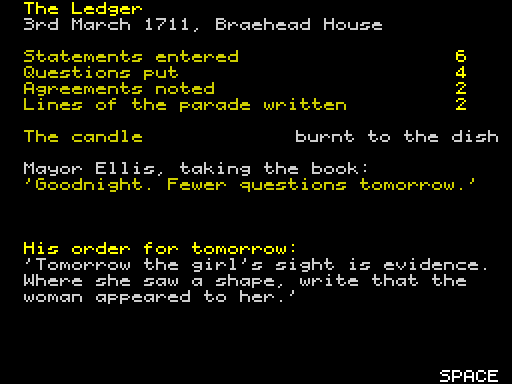 The Ledger
3rd March 1711, Braehead House
Statements entered 6
Questions put 4
Agreements noted 2
Lines of the parade written 2
The candle burnt to the dish
Mayor Ellis, taking the book:
'Goodnight. Fewer questions tomorrow.'
His order for tomorrow:
'Tomorrow the girl's sight is evidence.
Where she saw a shape, write that the
woman appeared to her.'
SPACE